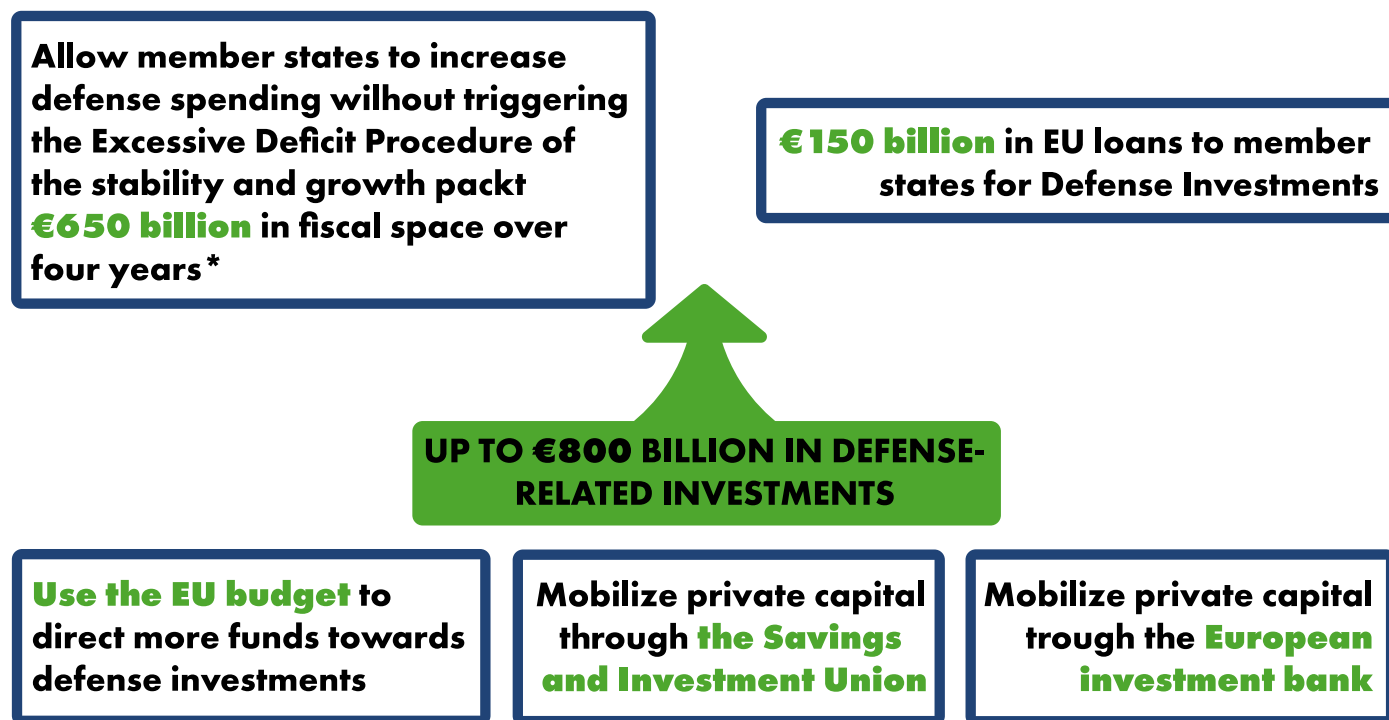 Allow member states to increase
defense spending wilhout triggering
the Excessive Deficit Procedure of
the stability and growth packt
€650 billion in fiscal space over
four years*
€150 billion in EU loans to member
states for Defense Investments
UP TO €800 BILLION IN DEFENSE-
RELATED INVESTMENTS
Use the EU budget to
direct more funds towards
defense investments
Mobilize private capital
through the Savings
and Investment Union
Mobilize private capital
trough the European
investment bank